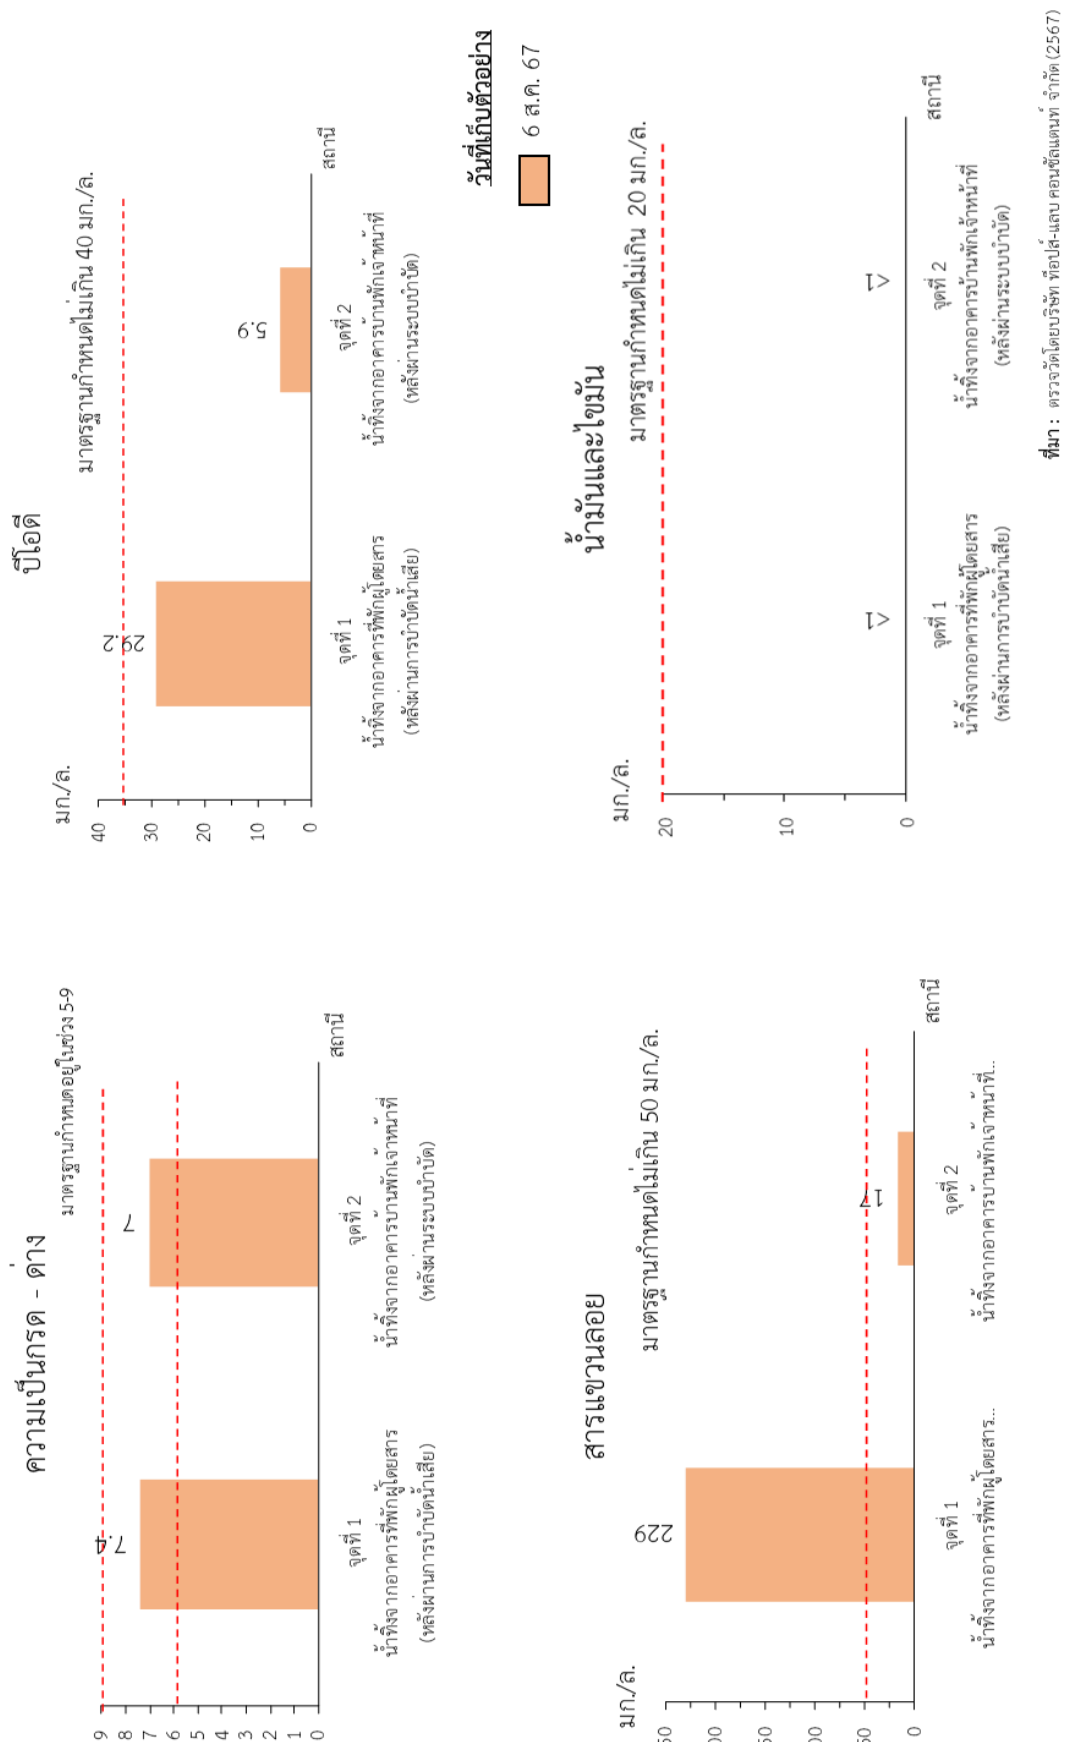 ความเป็นกรด - ด่าง
มาตรฐานกำหนดอยู่ในช่วง 5-9
9
8
7
6
5
4
3
2
1
0
7.4
7
สถานี
จุดที่ 1
น้ำทิ้งจากอาคารที่พักผู้โดยสาร
(หลังผ่านการบำบัดน้ำเสีย)
จุดที่ 2
น้ำทิ้งจากอาคารบ้านพักเจ้าหน้าที่
(หลังผ่านระบบบำบัด)
บีโอดี
มก./ล.
มาตรฐานกำหนดไม่เกิน 40 มก./ล.
40
30
20
10
0
29.2
5.9
สถานี
จุดที่ 1
น้ำทิ้งจากอาคารที่พักผู้โดยสาร
(หลังผ่านการบำบัดน้ำเสีย)
จุดที่ 2
น้ำทิ้งจากอาคารบ้านพักเจ้าหน้าที่
(หลังผ่านระบบบำบัด)
วันที่เก็บตัวอย่าง
6 ส.ค. 67
สารแขวนลอย
มก./ล.
มาตรฐานกำหนดไม่เกิน 50 มก./ล.
50
00
50
00
50
0
229
17
สถานี
จุดที่ 1
น้ำทิ้งจากอาคารที่พักผู้โดยสาร...
จุดที่ 2
น้ำทิ้งจากอาคารบ้านพักเจ้าหน้าที่...
น้ำมันและไขมัน
มก./ล.
มาตรฐานกำหนดไม่เกิน 20 มก./ล.
20
10
0
<1
<1
สถานี
จุดที่ 1
น้ำทิ้งจากอาคารที่พักผู้โดยสาร
(หลังผ่านการบำบัดน้ำเสีย)
จุดที่ 2
น้ำทิ้งจากอาคารบ้านพักเจ้าหน้าที่
(หลังผ่านระบบบำบัด)
ที่มา : ตรวจวัดโดยบริษัท ท็อปส์-แลบ คอนซัลแตนท์ จำกัด (2567)